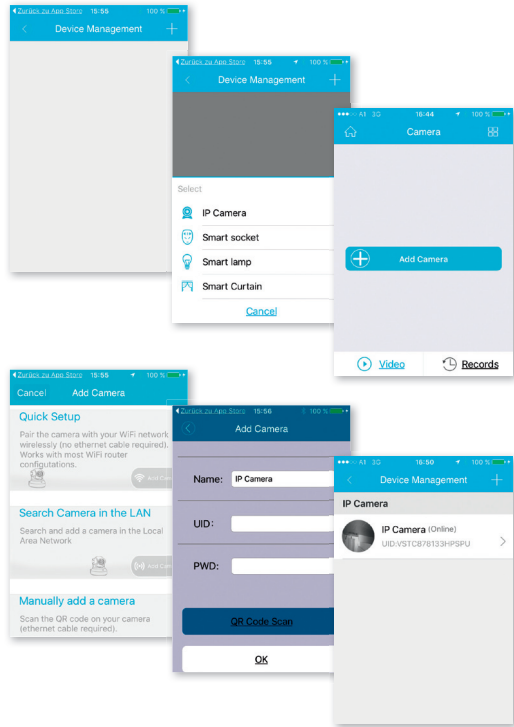 Zurück zu App Store 15:55 100 %
Device Management
Zurück zu App Store 15:55 100 %
Device Management
Select
IP Camera
Smart socket
Smart lamp
Smart Curtain
Cancel
A1 3G 15:44 100 %
Camera
Add Camera
Video Records
Zurück zu App Store 15:55 100 %
Cancel Add Camera
Quick Setup
Pair the camera with your WiFi network
wirelessly (no ethernet cable required).
Works with most WiFi router
configutations.
Search Camera in the LAN
Search and add a camera in the Local
Area Network
Manually add a camera
Scan the QR code on your camera
(ethernet cable required).
Zurück zu App Store 15:56 100 %
Add Camera
Name: IP Camera
UID:
PWD:
QR Code Scan
OK
A1 3G 16:50 100 %
Device Management
IP Camera
IP Camera (Online)
UID:VSTC878133HPSPU